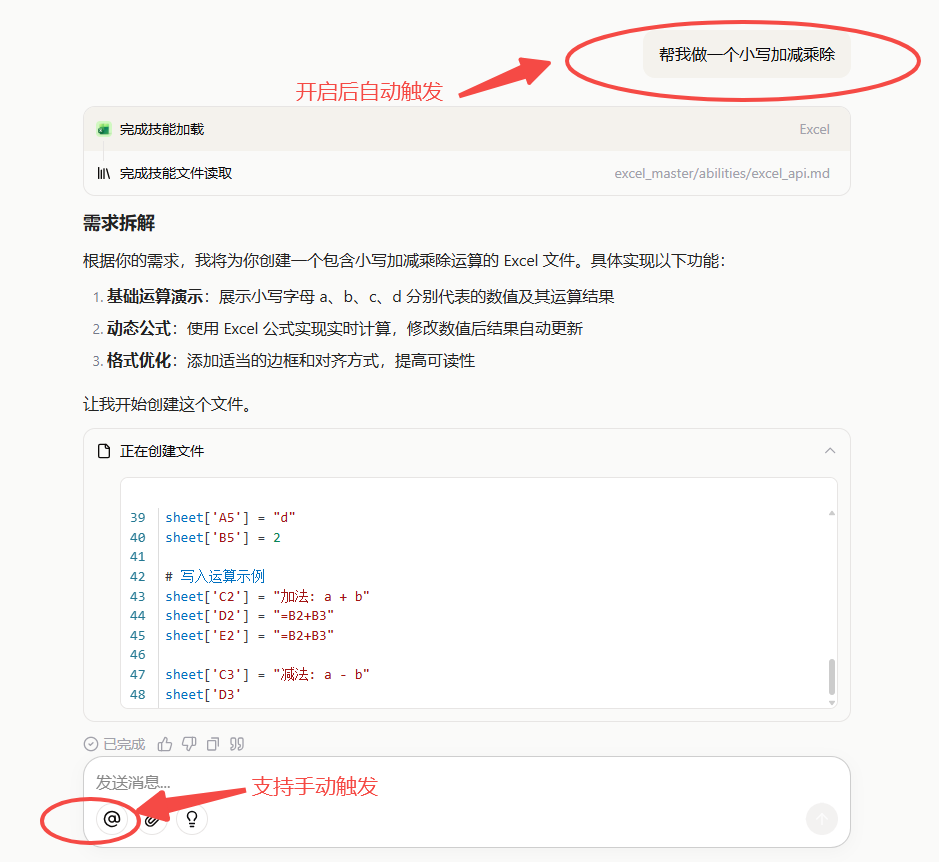 帮我做一个小写加减乘除
开启后自动触发
完成技能加载 Excel
完成技能文件读取 excel_master/abilities/excel_api.md
需求拆解
根据你的需求，我将为你创建一个包含小写加减乘除运算的 Excel 文件。具体实现以下功能：
1. 基础运算演示：展示小写字母 a、b、c、d 分别代表的数值及其运算结果
2. 动态公式：使用 Excel 公式实现实时计算，修改数值后结果自动更新
3. 格式优化：添加适当的边框和对齐方式，提高可读性
让我开始创建这个文件。
正在创建文件
39 sheet['A5'] = "d"
40 sheet['B5'] = 2
41
42 # 写入运算示例
43 sheet['C2'] = "加法: a + b"
44 sheet['D2'] = "=B2+B3"
45 sheet['E2'] = "=B2+B3"
46
47 sheet['C3'] = "减法: a - b"
48 sheet['D3'
已完成
发送消息...
支持手动触发
@